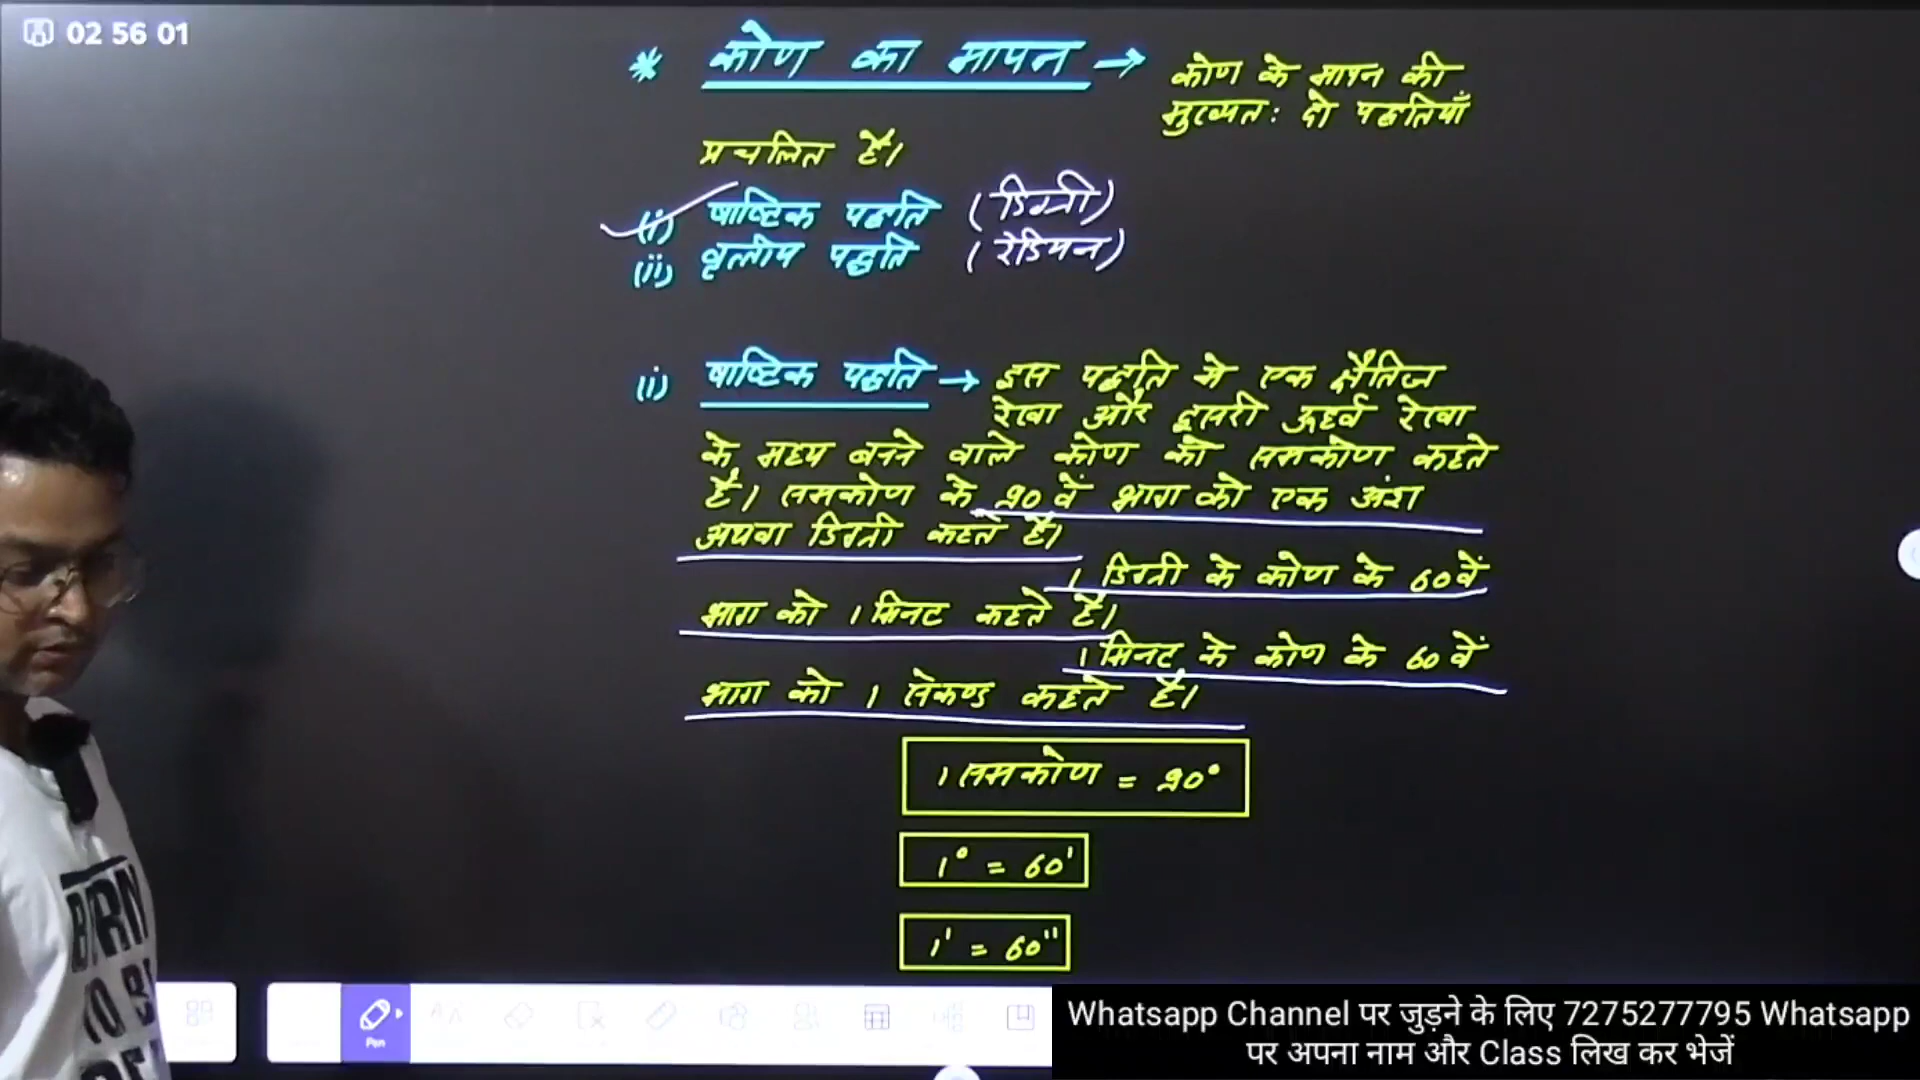 02 56 01
* कोण का मापन → कोण के मापन की
मुख्यत: दो पद्धतियाँ
प्रचलित है।
(i) षाष्टिक पद्धति (डिग्री)
(ii) वृत्तीय पद्धति (रेडियन)
(i) षाष्टिक पद्धति → इस पद्धति मे एक क्षैतिज
रेखा और दूसरी ऊर्ध्व रेखा
के मध्य बनने वाले कोण को समकोण कहते
है। समकोण के 90 वें भाग को एक अंश
अथवा डिग्री कहते है।
1 डिग्री के कोण के 60 वें
भाग को 1 मिनट कहते है।
1 मिनट के कोण के 60 वें
भाग को 1 सेकण्ड कहते है।
1 समकोण = 90°
1° = 60'
1' = 60"
BORN
TO B
Pen
Whatsapp Channel पर जुड़ने के लिए 7275277795 Whatsapp
पर अपना नाम और Class लिख कर भेजें